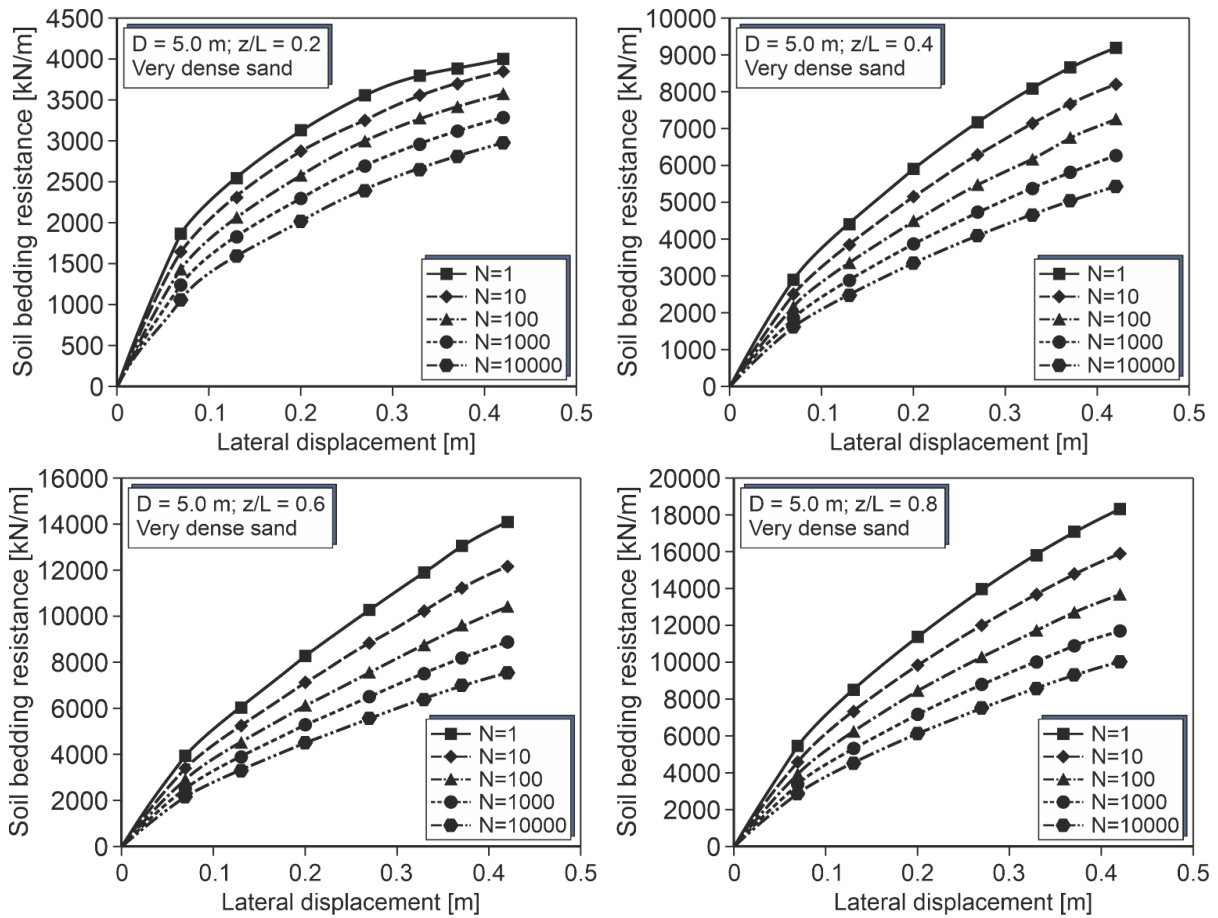 D = 5.0 m; z/L = 0.2
Very dense sand
Soil bedding resistance [kN/m]
4500
4000
3500
3000
2500
2000
1500
1000
500
0
N=1
N=10
N=100
N=1000
N=10000
0 0.1 0.2 0.3 0.4 0.5
Lateral displacement [m]
D = 5.0 m; z/L = 0.4
Very dense sand
Soil bedding resistance [kN/m]
10000
9000
8000
7000
6000
5000
4000
3000
2000
1000
0
N=1
N=10
N=100
N=1000
N=10000
0 0.1 0.2 0.3 0.4 0.5
Lateral displacement [m]
D = 5.0 m; z/L = 0.6
Very dense sand
Soil bedding resistance [kN/m]
16000
14000
12000
10000
8000
6000
4000
2000
0
N=1
N=10
N=100
N=1000
N=10000
0 0.1 0.2 0.3 0.4 0.5
Lateral displacement [m]
D = 5.0 m; z/L = 0.8
Very dense sand
Soil bedding resistance [kN/m]
20000
18000
16000
14000
12000
10000
8000
6000
4000
2000
0
N=1
N=10
N=100
N=1000
N=10000
0 0.1 0.2 0.3 0.4 0.5
Lateral displacement [m]